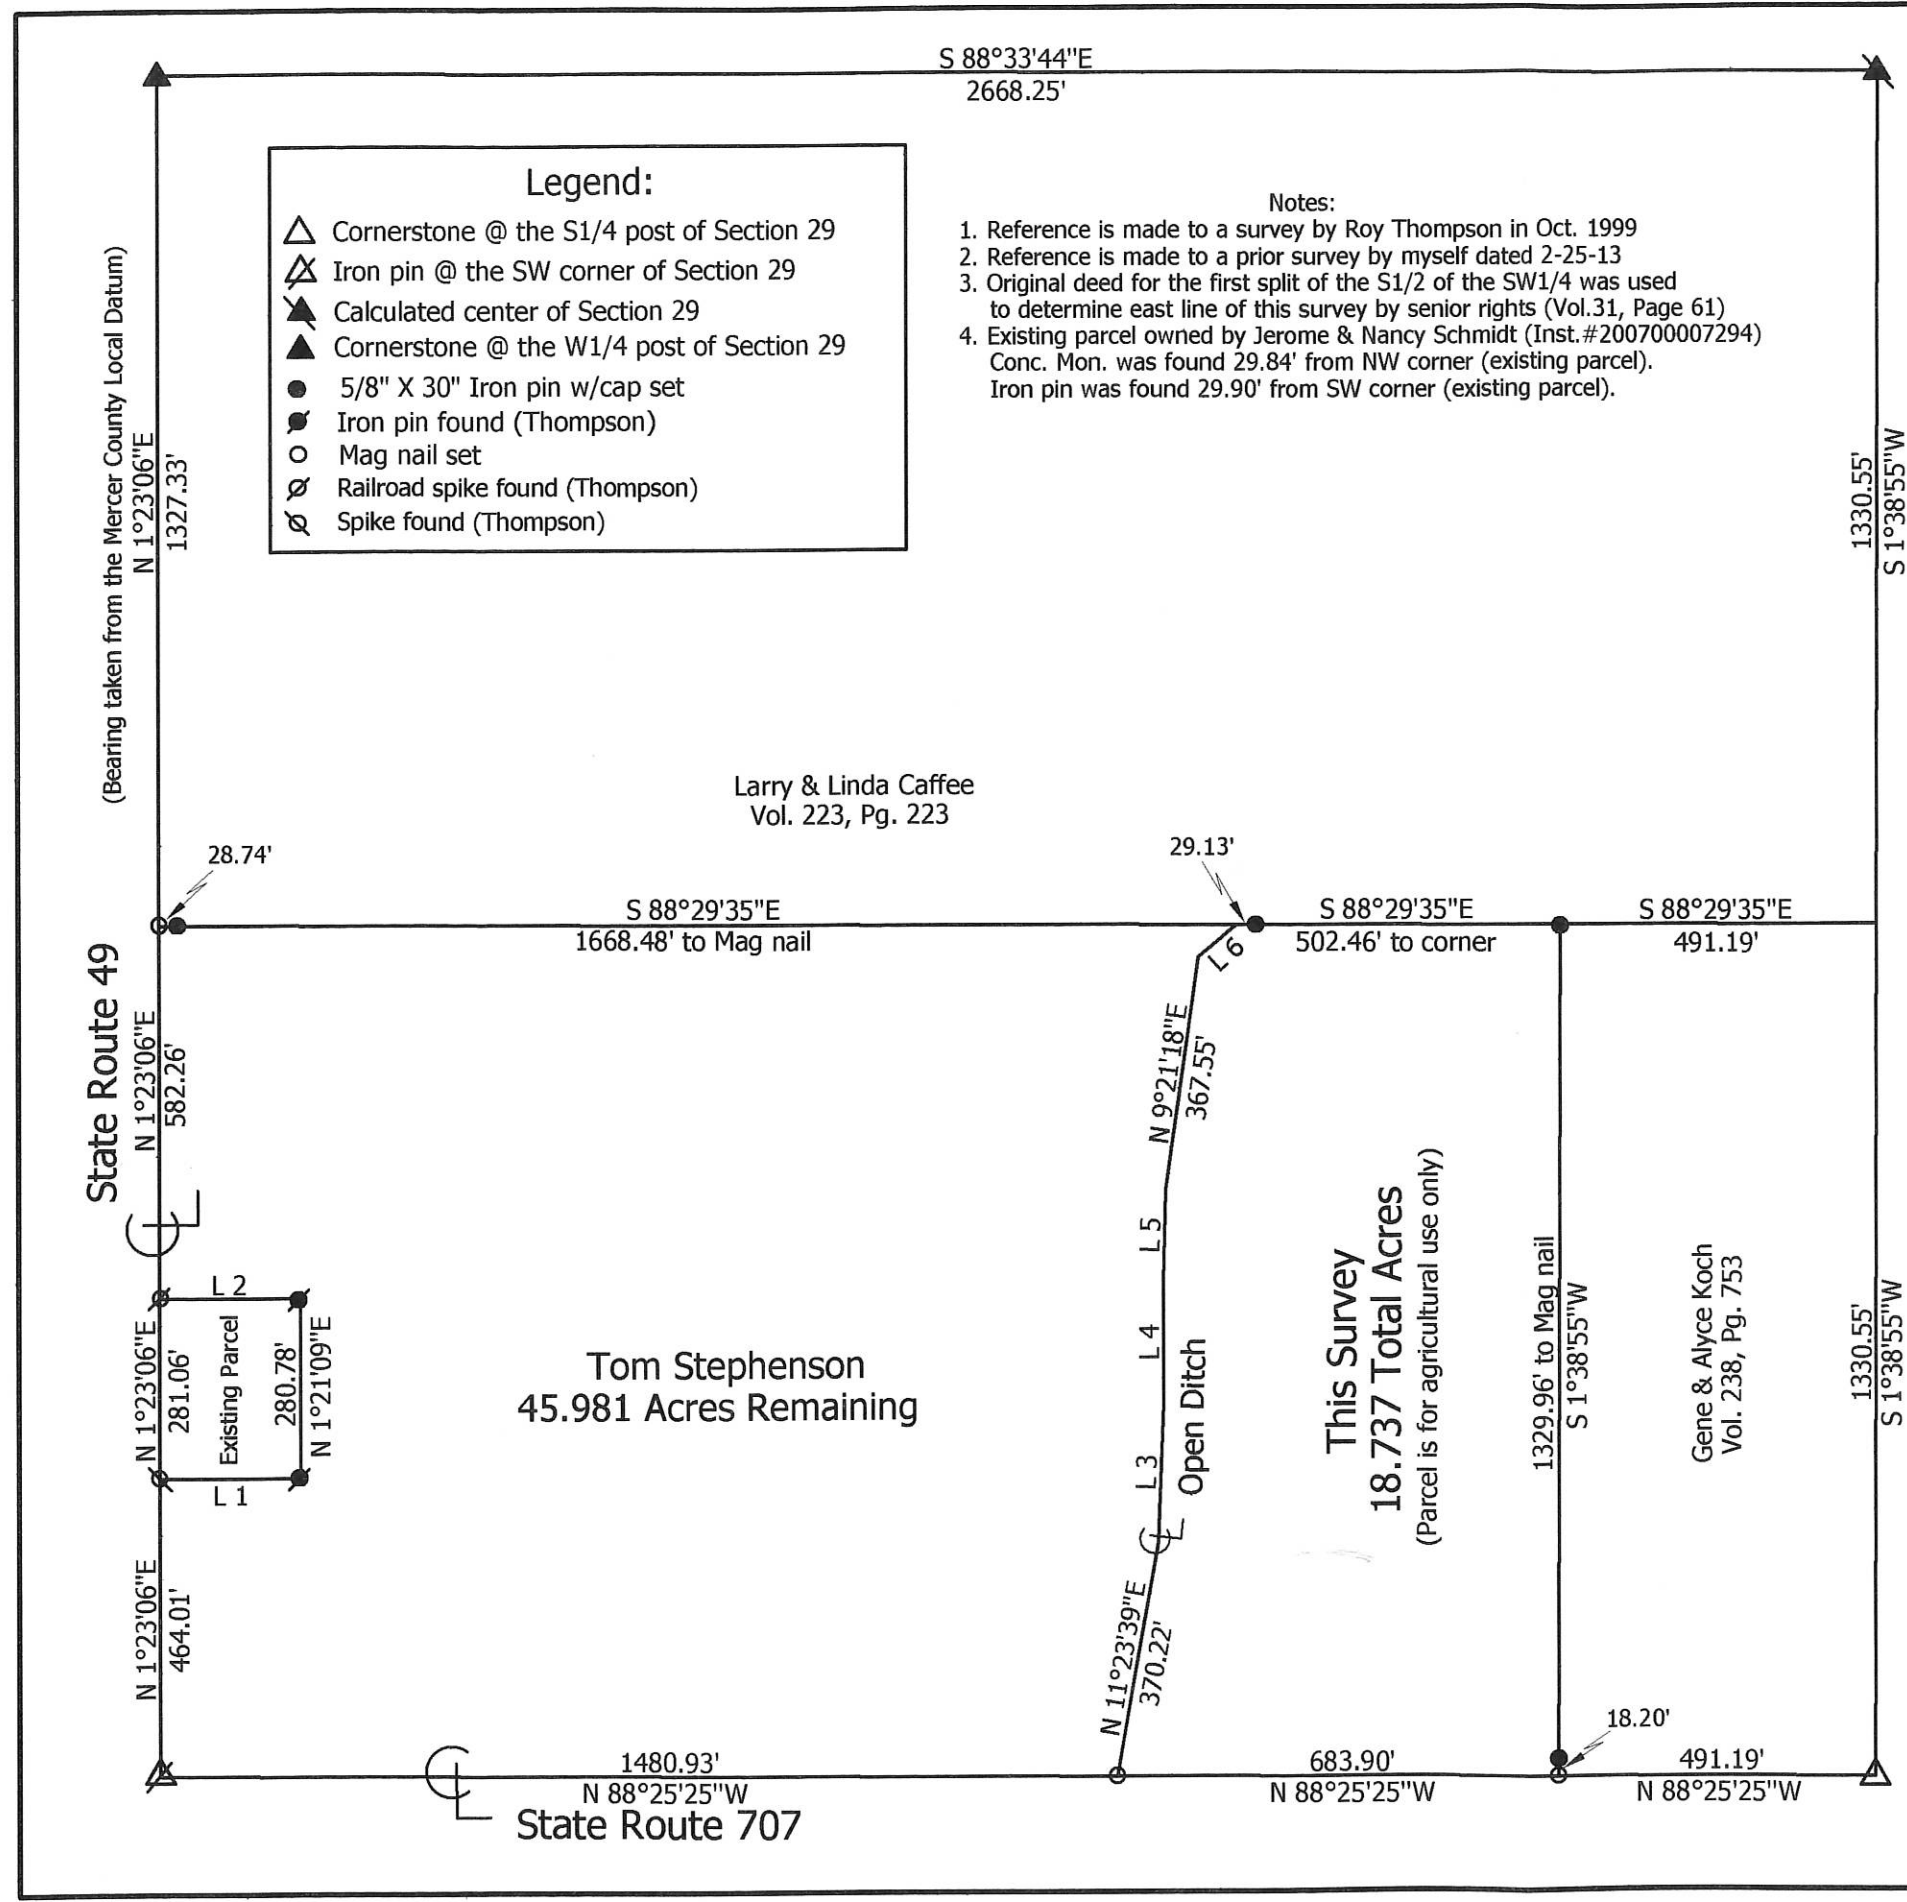 S 88°33'44"E
2668.25'
Legend:
Cornerstone @ the S1/4 post of Section 29
Iron pin @ the SW corner of Section 29
Calculated center of Section 29
Cornerstone @ the W1/4 post of Section 29
5/8" X 30" Iron pin w/cap set
Iron pin found (Thompson)
Mag nail set
Railroad spike found (Thompson)
Spike found (Thompson)
Notes:
1. Reference is made to a survey by Roy Thompson in Oct. 1999
2. Reference is made to a prior survey by myself dated 2-25-13
3. Original deed for the first split of the S1/2 of the SW1/4 was used
to determine east line of this survey by senior rights (Vol.31, Page 61)
4. Existing parcel owned by Jerome & Nancy Schmidt (Inst.#200700007294)
Conc. Mon. was found 29.84' from NW corner (existing parcel).
Iron pin was found 29.90' from SW corner (existing parcel).
(Bearing taken from the Mercer County Local Datum)
N 1°23'06"E
1327.33'
1330.55'
S 1°38'55"W
Larry & Linda Caffee
Vol. 223, Pg. 223
28.74'
29.13'
S 88°29'35"E
1668.48' to Mag nail
S 88°29'35"E
502.46' to corner
S 88°29'35"E
491.19'
L 6
State Route 49
N 1°23'06"E
582.26'
N 9°21'18"E
367.55'
L 5
L 4
L 3
Open Ditch
L 2
N 1°23'06"E
281.06'
Existing Parcel
280.78'
N 1°21'09"E
L 1
Tom Stephenson
45.981 Acres Remaining
This Survey
18.737 Total Acres
(Parcel is for agricultural use only)
1329.96' to Mag nail
S 1°38'55"W
Gene & Alyce Koch
Vol. 238, Pg. 753
1330.55'
S 1°38'55"W
N 1°23'06"E
464.01'
N 11°23'39"E
370.22'
18.20'
1480.93'
N 88°25'25"W
683.90'
N 88°25'25"W
491.19'
N 88°25'25"W
State Route 707